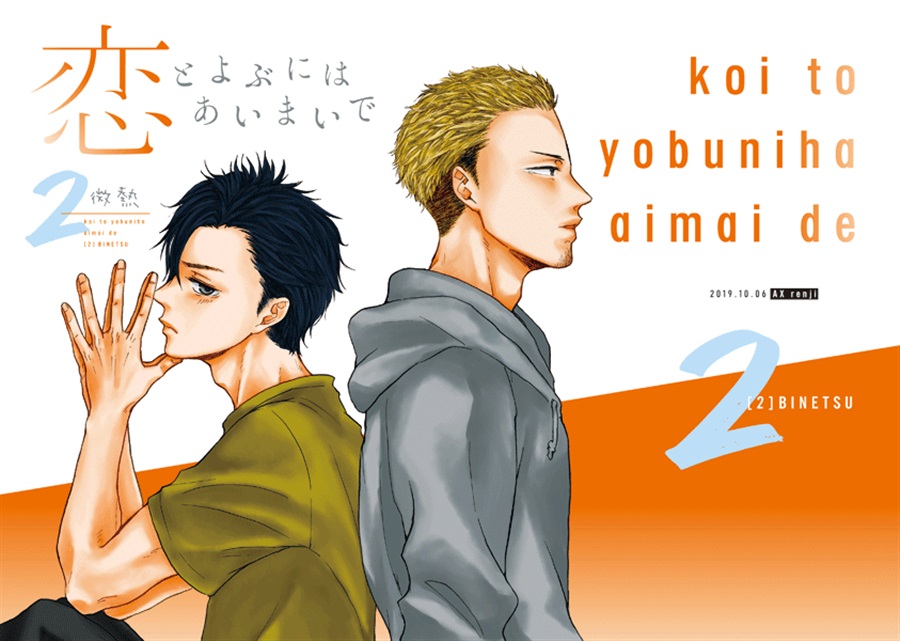 恋とよぶには
あいまいで
2 微熱
koi to yobuniha
aimai de
[2] BINETSU
koi to
yobuniha
aimai de
2019.10.06 AX renji
2
[2] BINETSU